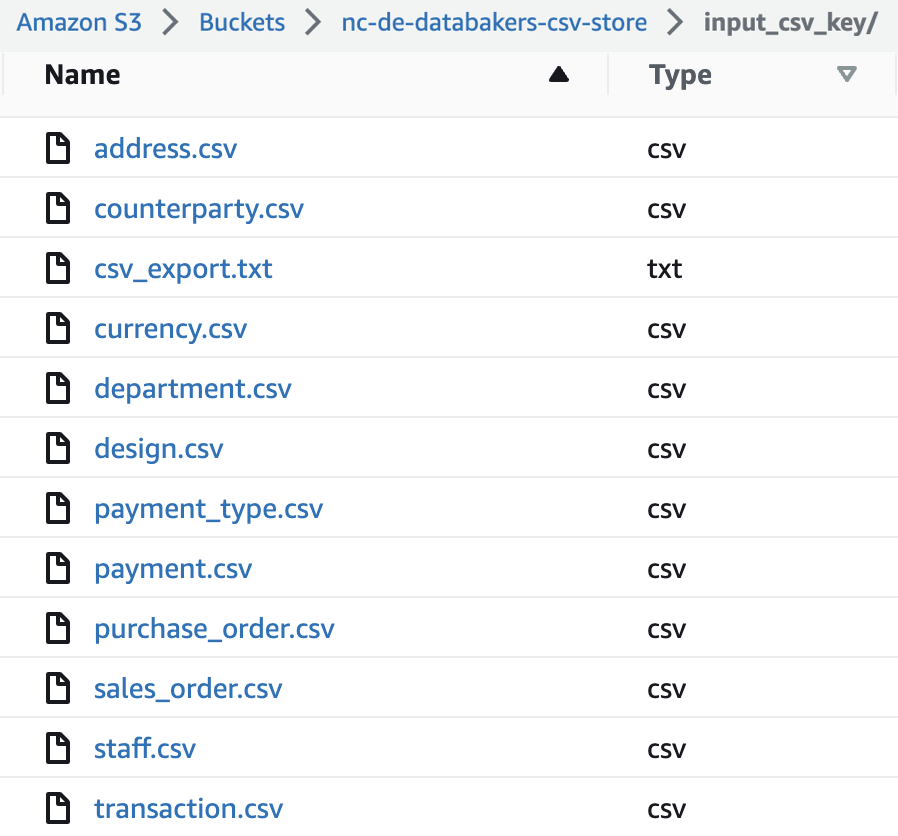 Amazon S3 > Buckets > nc-de-databakers-csv-store > input_csv_key/
Name Type
address.csv csv
counterparty.csv csv
csv_export.txt txt
currency.csv csv
department.csv csv
design.csv csv
payment_type.csv csv
payment.csv csv
purchase_order.csv csv
sales_order.csv csv
staff.csv csv
transaction.csv csv